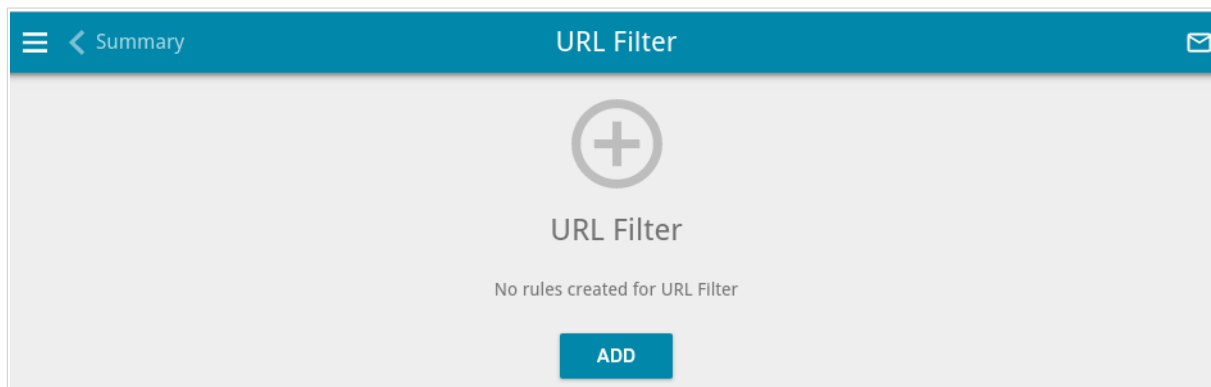 Summary
URL Filter
URL Filter
No rules created for URL Filter
ADD